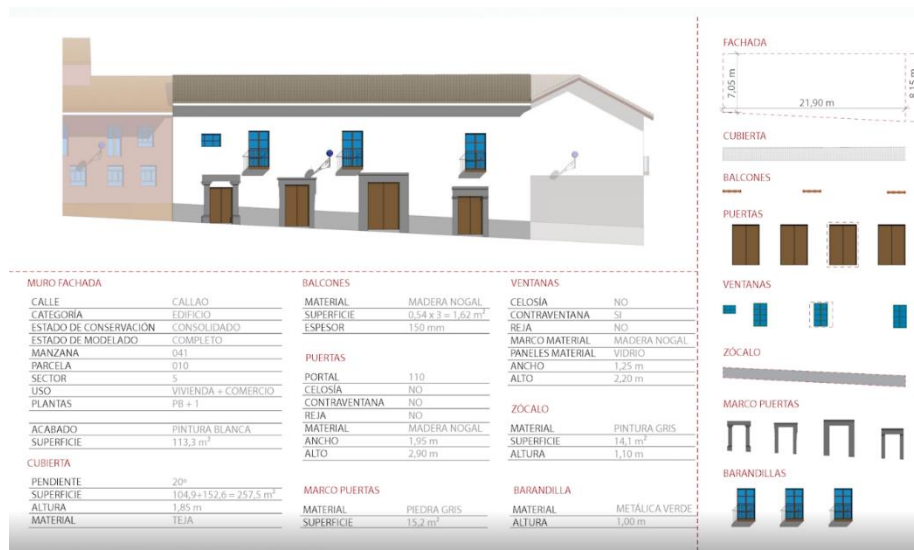 FACHADA
7,05 m
21,90 m
8,15 m
CUBIERTA
BALCONES
PUERTAS
VENTANAS
ZÓCALO
MARCO PUERTAS
BARANDILLAS
MURO FACHADA
CALLE CALLAO
CATEGORÍA EDIFICIO
ESTADO DE CONSERVACIÓN CONSOLIDADO
ESTADO DE MODELADO COMPLETO
MANZANA 041
PARCELA 010
SECTOR 5
USO VIVIENDA + COMERCIO
PLANTAS PB + 1
ACABADO PINTURA BLANCA
SUPERFICIE 113,3 m²
CUBIERTA
PENDIENTE 20º
SUPERFICIE 104,9+152,6 = 257,5 m²
ALTURA 1,85 m
MATERIAL TEJA
BALCONES
MATERIAL MADERA NOGAL
SUPERFICIE 0,54 x 3 = 1,62 m²
ESPESOR 150 mm
PUERTAS
PORTAL 110
CELOSÍA NO
CONTRAVENTANA NO
REJA NO
MATERIAL MADERA NOGAL
ANCHO 1,95 m
ALTO 2,90 m
MARCO PUERTAS
MATERIAL PIEDRA GRIS
SUPERFICIE 15,2 m²
VENTANAS
CELOSÍA NO
CONTRAVENTANA SI
REJA NO
MARCO MATERIAL MADERA NOGAL
PANELES MATERIAL VIDRIO
ANCHO 1,25 m
ALTO 2,20 m
ZÓCALO
MATERIAL PINTURA GRIS
SUPERFICIE 14,1 m²
ALTURA 1,10 m
BARANDILLA
MATERIAL METÁLICA VERDE
ALTURA 1,00 m